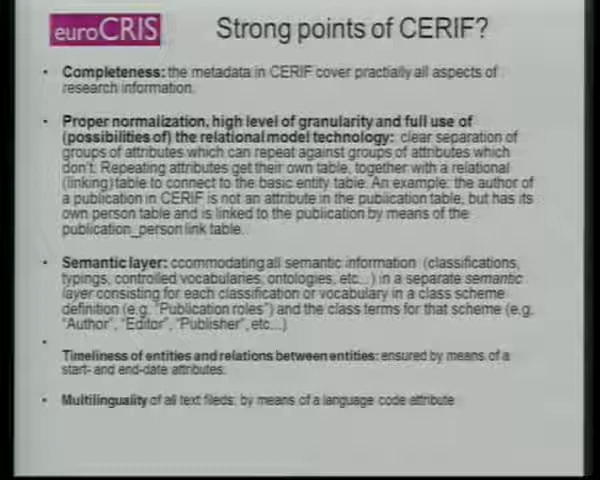 euroCRIS
Strong points of CERIF?
• Completeness: the metadata in CERIF cover practially all aspects of
research information.
• Proper normalization, high level of granularity and full use of
(possibilities of) the relational model technology: clear separation of
groups of attributes which can repeat against groups of attributes which
don't. Repeating attributes get their own table, together with a relational
(linking) table to connect to the basic entity table. An example: the author of
a publication in CERIF is not an attribute in the publication table, but has its
own person table and is linked to the publication by means of the
publication_person link table.
• Semantic layer: ccommodating all semantic information (classifications,
typings, controlled vocabularies, ontologies, etc...) in a separate semantic
layer consisting for each classification or vocabulary in a class scheme
definition (e.g. "Publication roles") and the class terms for that scheme (e.g.
"Author", "Editor", "Publisher", etc...)
•
Timeliness of entities and relations between entities: ensured by means of a
start- and end-date attributes.
• Multilinguality of all text fileds: by means of a language code attribute